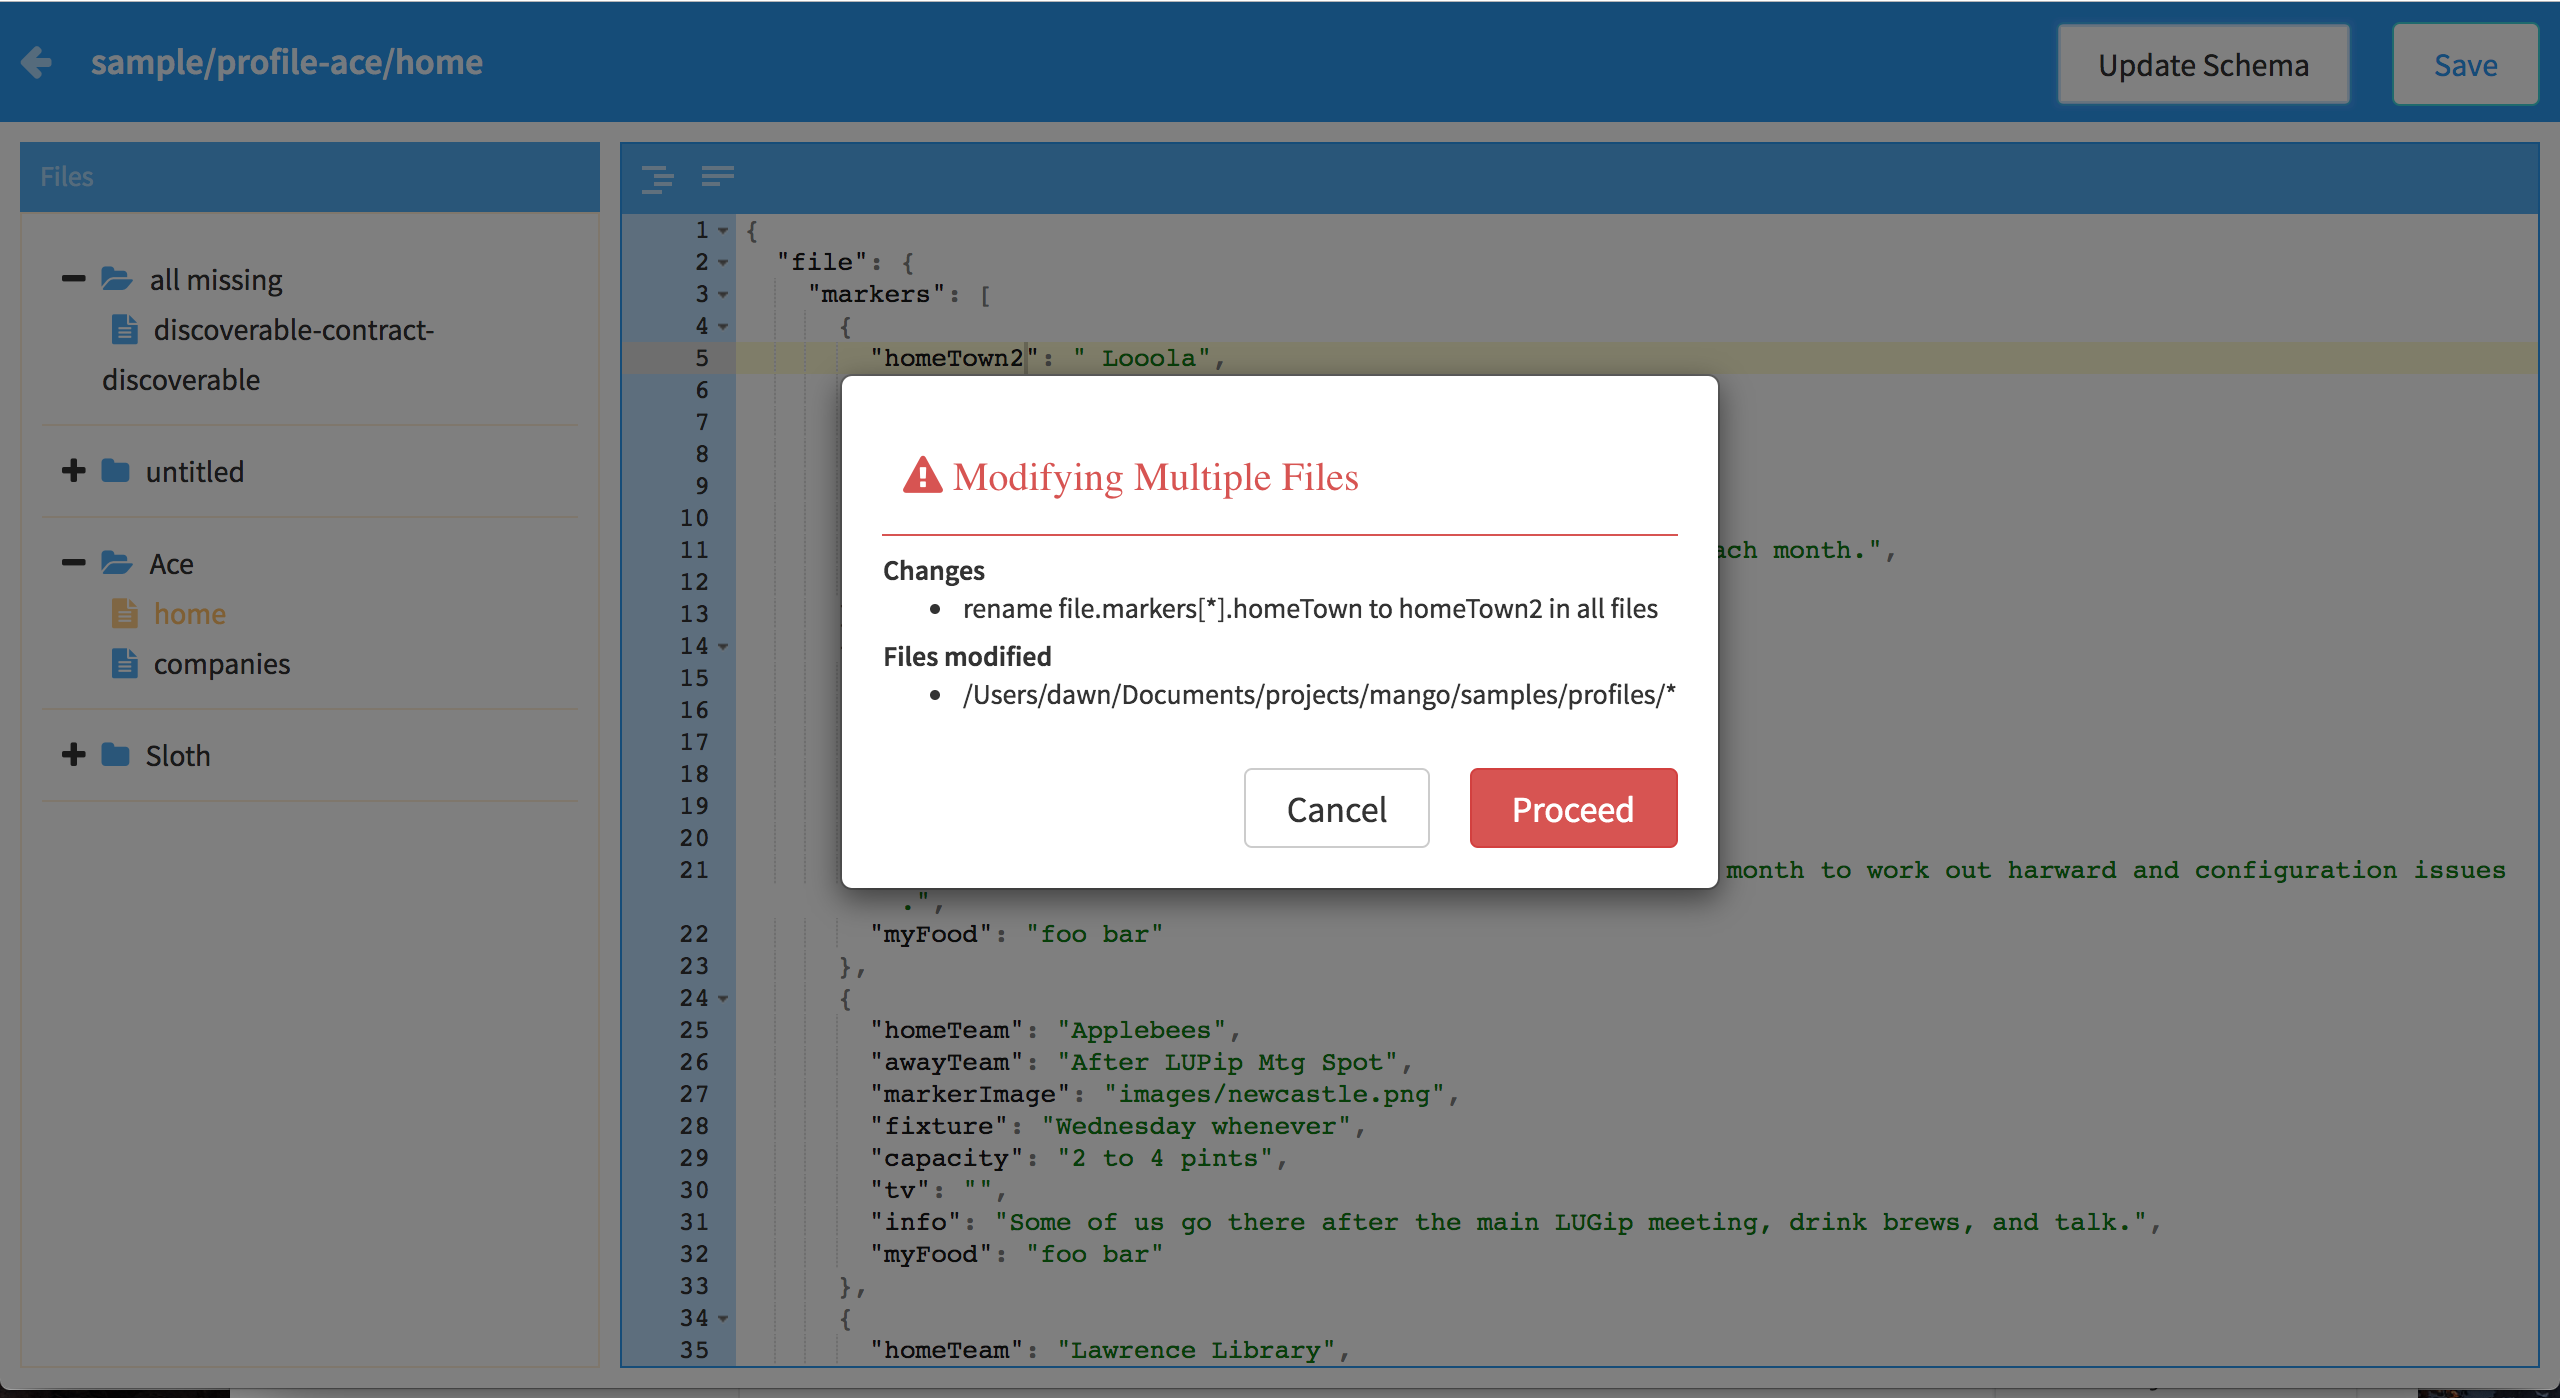 sample/profile-ace/home
Update Schema
Save
Files
all missing
discoverable-contract-
discoverable
untitled
Ace
home
companies
Sloth
1 {
2 "file": {
3 "markers": [
4 {
5 "homeTown2": " Looola",
6
7
8
9
10
11 ach month.",
12
13
14
15
16
17
18
19
20
21 month to work out harward and configuration issues
.",
22 "myFood": "foo bar"
23 },
24 {
25 "homeTeam": "Applebees",
26 "awayTeam": "After LUPip Mtg Spot",
27 "markerImage": "images/newcastle.png",
28 "fixture": "Wednesday whenever",
29 "capacity": "2 to 4 pints",
30 "tv": "",
31 "info": "Some of us go there after the main LUGip meeting, drink brews, and talk.",
32 "myFood": "foo bar"
33 },
34 {
35 "homeTeam": "Lawrence Library",
Modifying Multiple Files
Changes
• rename file.markers[*].homeTown to homeTown2 in all files
Files modified
• /Users/dawn/Documents/projects/mango/samples/profiles/*
Cancel
Proceed